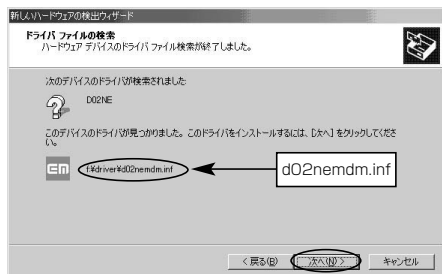 新しいハードウェアの検出ウィザード
ドライバ ファイルの検索
ハードウェア デバイスのドライバ ファイル検索が終了しました。
次のデバイスのドライバが検索されました:
D02NE
このデバイスのドライバが見つかりました。このドライバをインストールするには、[次へ] をクリックしてくださ
い。
f:¥driver¥d02nemdm.inf
d02nemdm.inf
< 戻る(B)
次へ(N) >
キャンセル